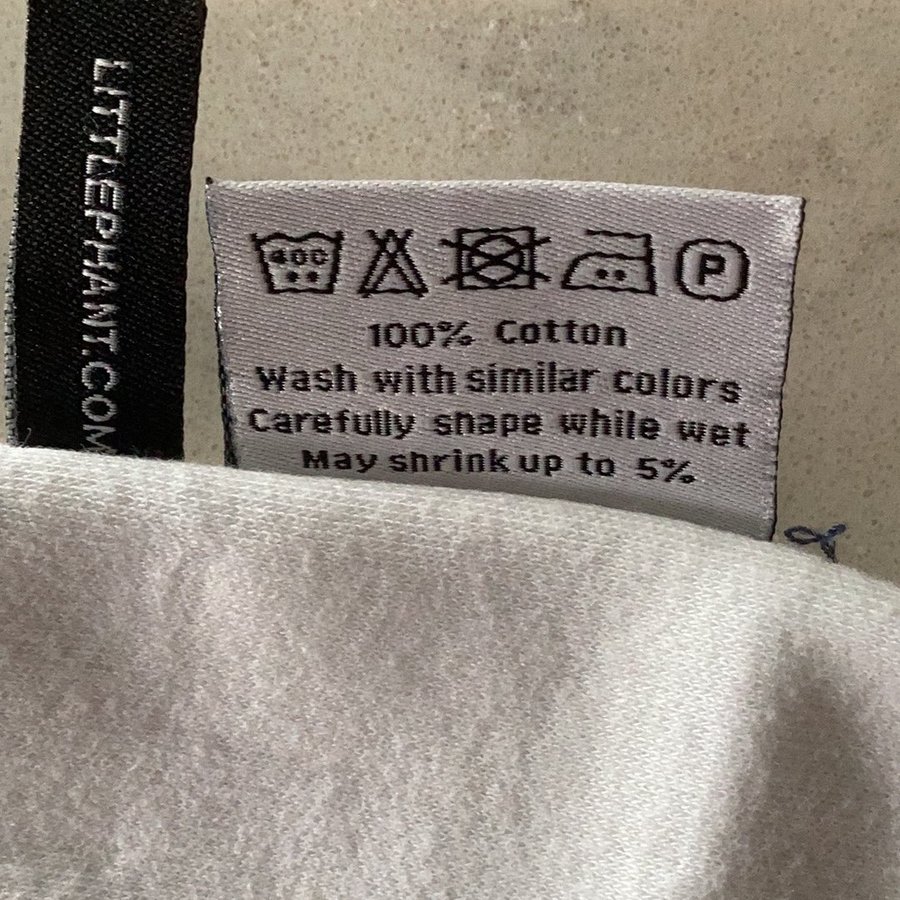 LITTLEPHANT.COM
40C
P
100% Cotton
Wash with similar colors
Carefully shape while wet
May shrink up to 5%